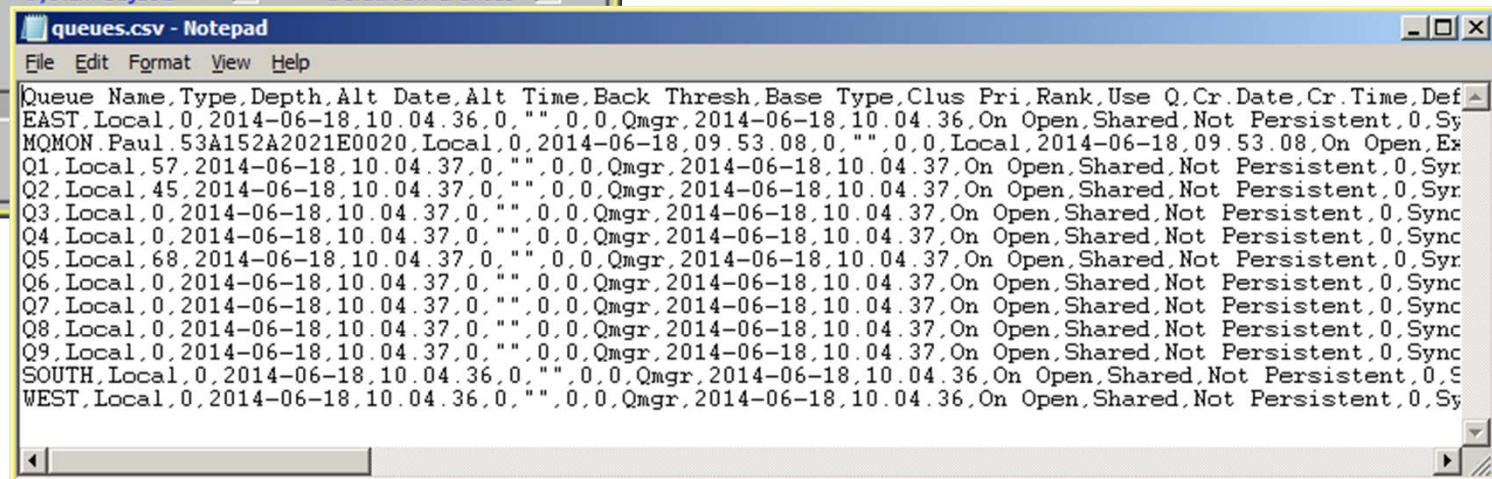 queues.csv - Notepad
File Edit Format View Help
Queue Name,Type,Depth,Alt Date,Alt Time,Back Thresh,Base Type,Clus Pri,Rank,Use Q,Cr.Date,Cr.Time,Def
EAST,Local,0,2014-06-18,10.04.36,0,"",0,0,Qmgr,2014-06-18,10.04.36,On Open,Shared,Not Persistent,0,Sy
MQMON.Paul.53A152A2021E0020,Local,0,2014-06-18,09.53.08,0,"",0,0,Local,2014-06-18,09.53.08,On Open,Ex
Q1,Local,57,2014-06-18,10.04.37,0,"",0,0,Qmgr,2014-06-18,10.04.37,On Open,Shared,Not Persistent,0,Syn
Q2,Local,45,2014-06-18,10.04.37,0,"",0,0,Qmgr,2014-06-18,10.04.37,On Open,Shared,Not Persistent,0,Syn
Q3,Local,0,2014-06-18,10.04.37,0,"",0,0,Qmgr,2014-06-18,10.04.37,On Open,Shared,Not Persistent,0,Sync
Q4,Local,0,2014-06-18,10.04.37,0,"",0,0,Qmgr,2014-06-18,10.04.37,On Open,Shared,Not Persistent,0,Sync
Q5,Local,68,2014-06-18,10.04.37,0,"",0,0,Qmgr,2014-06-18,10.04.37,On Open,Shared,Not Persistent,0,Syn
Q6,Local,0,2014-06-18,10.04.37,0,"",0,0,Qmgr,2014-06-18,10.04.37,On Open,Shared,Not Persistent,0,Sync
Q7,Local,0,2014-06-18,10.04.37,0,"",0,0,Qmgr,2014-06-18,10.04.37,On Open,Shared,Not Persistent,0,Sync
Q8,Local,0,2014-06-18,10.04.37,0,"",0,0,Qmgr,2014-06-18,10.04.37,On Open,Shared,Not Persistent,0,Sync
Q9,Local,0,2014-06-18,10.04.37,0,"",0,0,Qmgr,2014-06-18,10.04.37,On Open,Shared,Not Persistent,0,Sync
SOUTH,Local,0,2014-06-18,10.04.36,0,"",0,0,Qmgr,2014-06-18,10.04.36,On Open,Shared,Not Persistent,0,S
WEST,Local,0,2014-06-18,10.04.36,0,"",0,0,Qmgr,2014-06-18,10.04.36,On Open,Shared,Not Persistent,0,Sy